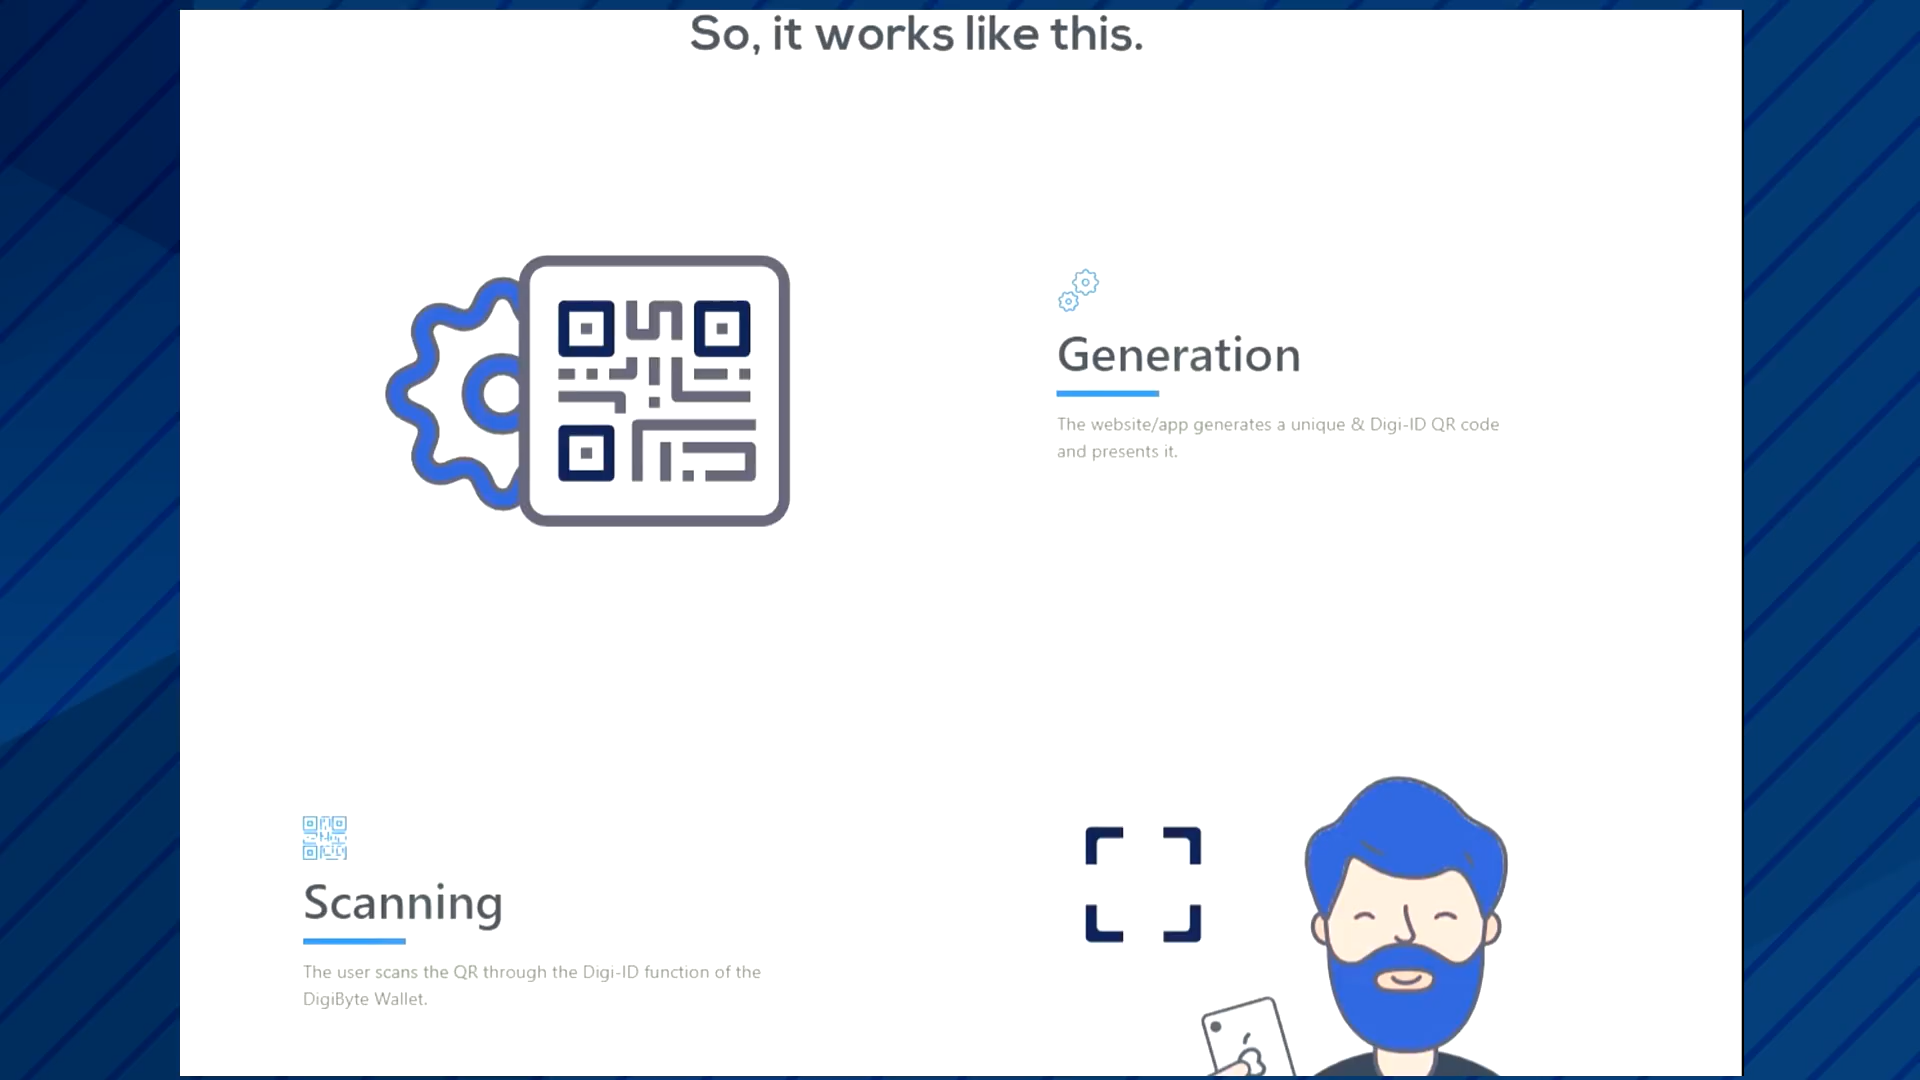 So, it works like this.
Generation
The website/app generates a unique & Digi-ID QR code
and presents it.
Scanning
The user scans the QR through the Digi-ID function of the
DigiByte Wallet.